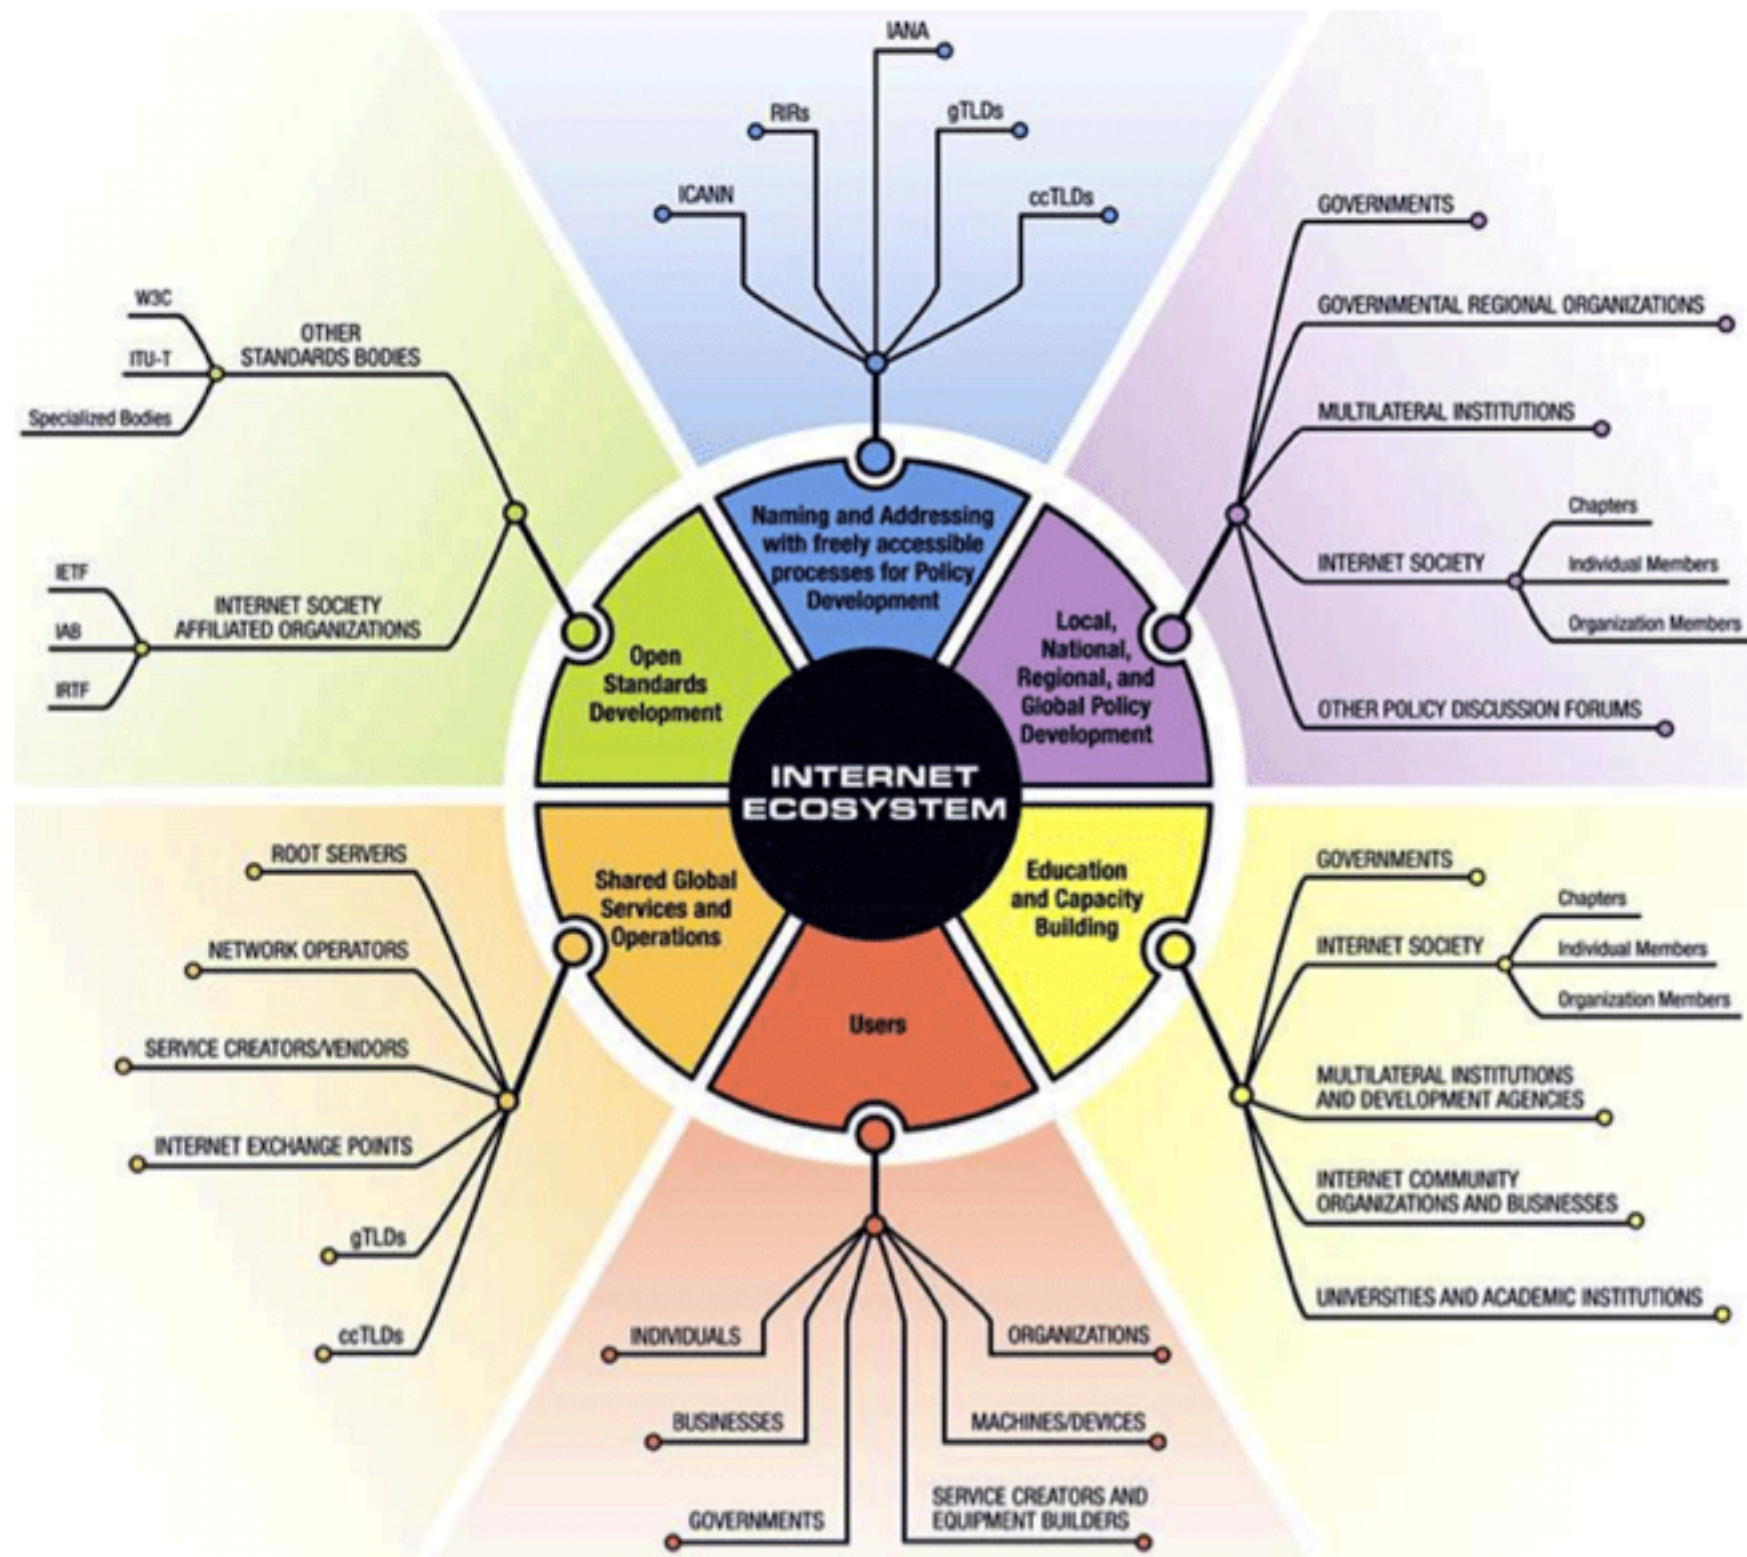 IANA
RIRs
gTLDs
ICANN
ccTLDs
W3C
ITU-T
Specialized Bodies
OTHER
STANDARDS BODIES
IETF
IAB
IRTF
INTERNET SOCIETY
AFFILIATED ORGANIZATIONS
GOVERNMENTS
GOVERNMENTAL REGIONAL ORGANIZATIONS
MULTILATERAL INSTITUTIONS
INTERNET SOCIETY
Chapters
Individual Members
Organization Members
OTHER POLICY DISCUSSION FORUMS
Naming and Addressing
with freely accessible
processes for Policy
Development
Open
Standards
Development
Local,
National,
Regional, and
Global Policy
Development
INTERNET
ECOSYSTEM
Shared Global
Services and
Operations
Education
and Capacity
Building
Users
ROOT SERVERS
NETWORK OPERATORS
SERVICE CREATORS/VENDORS
INTERNET EXCHANGE POINTS
gTLDs
ccTLDs
GOVERNMENTS
INTERNET SOCIETY
Chapters
Individual Members
Organization Members
MULTILATERAL INSTITUTIONS
AND DEVELOPMENT AGENCIES
INTERNET COMMUNITY
ORGANIZATIONS AND BUSINESSES
UNIVERSITIES AND ACADEMIC INSTITUTIONS
INDIVIDUALS
BUSINESSES
GOVERNMENTS
ORGANIZATIONS
MACHINES/DEVICES
SERVICE CREATORS AND
EQUIPMENT BUILDERS